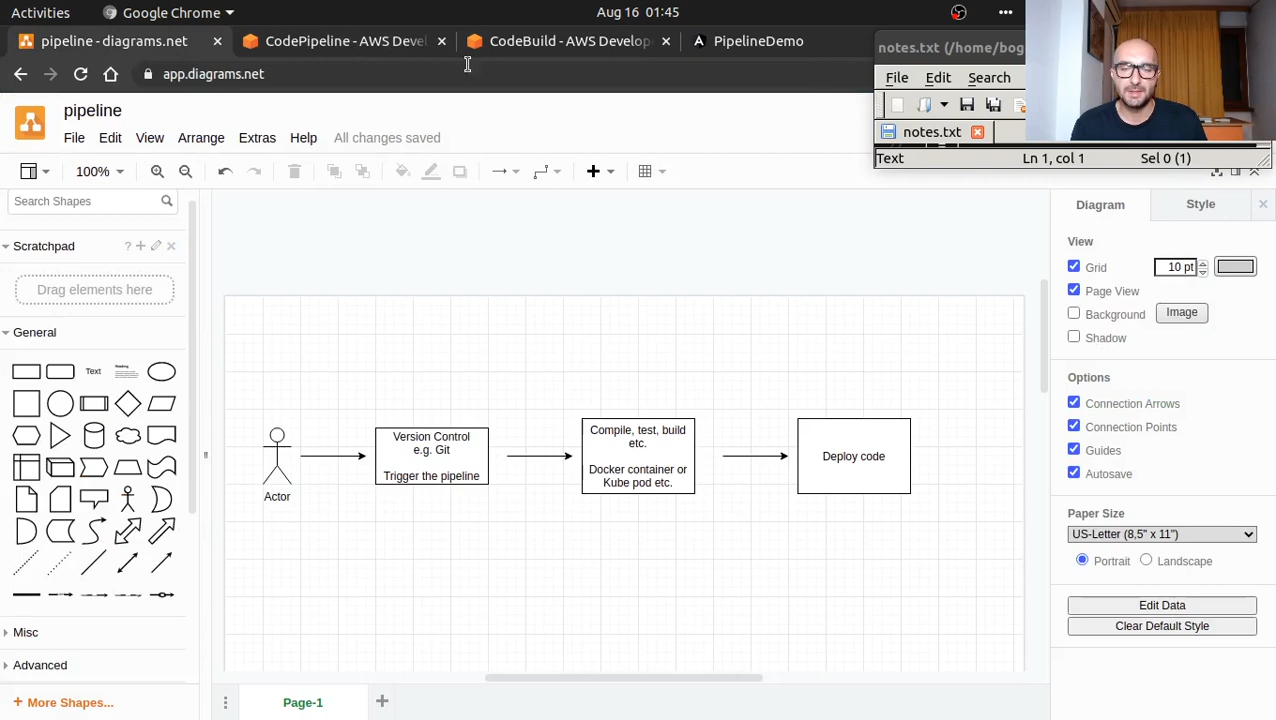 Activities
Google Chrome
Aug 16 01:45
pipeline - diagrams.net
CodePipeline - AWS Devel
CodeBuild - AWS Develop
PipelineDemo
notes.txt (/home/bog
app.diagrams.net
File Edit Search
pipeline
notes.txt
File Edit View Arrange Extras Help All changes saved
Text Ln 1, col 1 Sel 0 (1)
100%
Search Shapes
Diagram Style
Scratchpad
View
Grid 10 pt
Drag elements here
Page View
Background Image
General
Shadow
Text
Heading
Options
Connection Arrows
Connection Points
Guides
Autosave
Version Control
e.g. Git
Trigger the pipeline
Compile, test, build
etc.
Docker container or
Kube pod etc.
Deploy code
Actor
Paper Size
US-Letter (8,5" x 11")
Portrait Landscape
Edit Data
Clear Default Style
Misc
Advanced
+ More Shapes...
Page-1